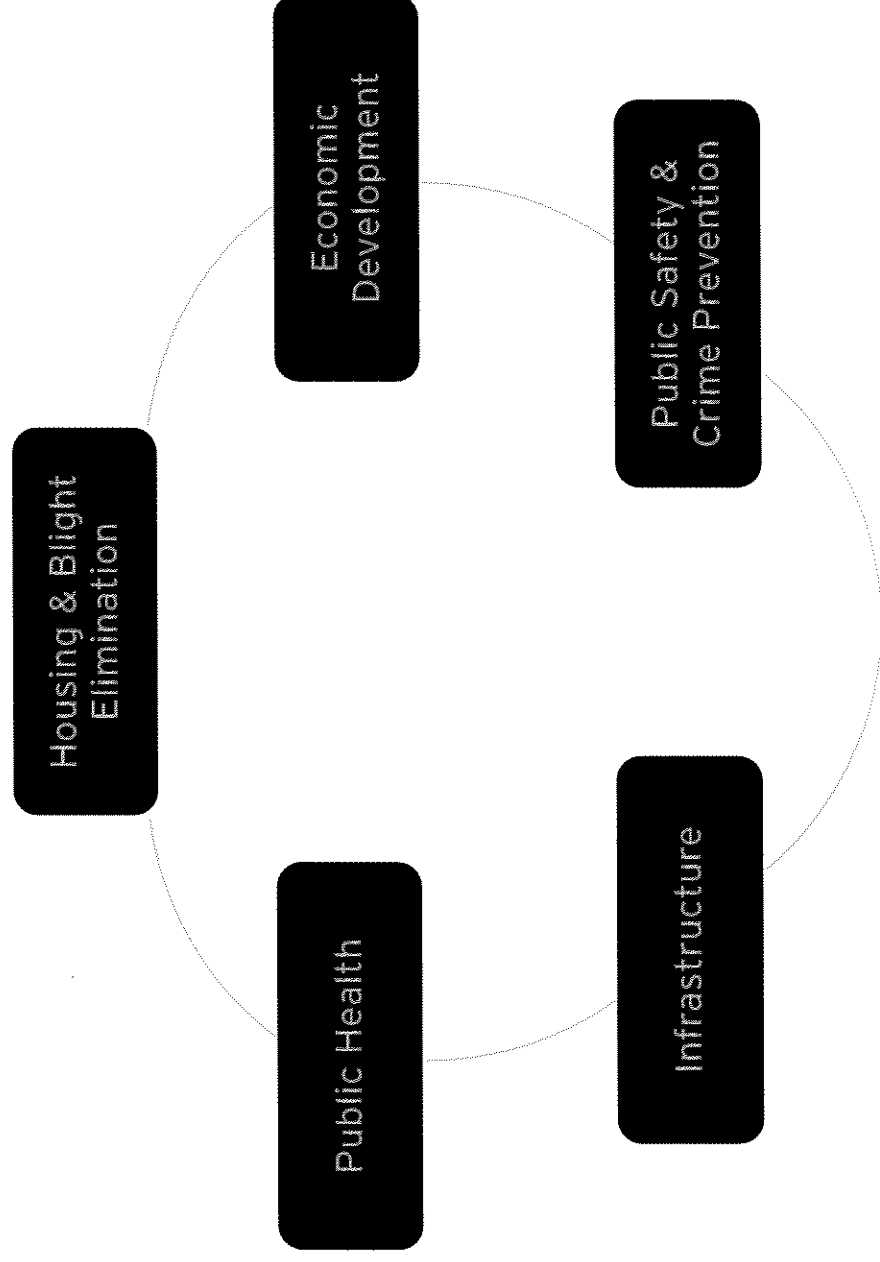 Housing & Blight
Elimination
Economic
Development
Public Safety &
Crime Prevention
Infrastructure
Public Health